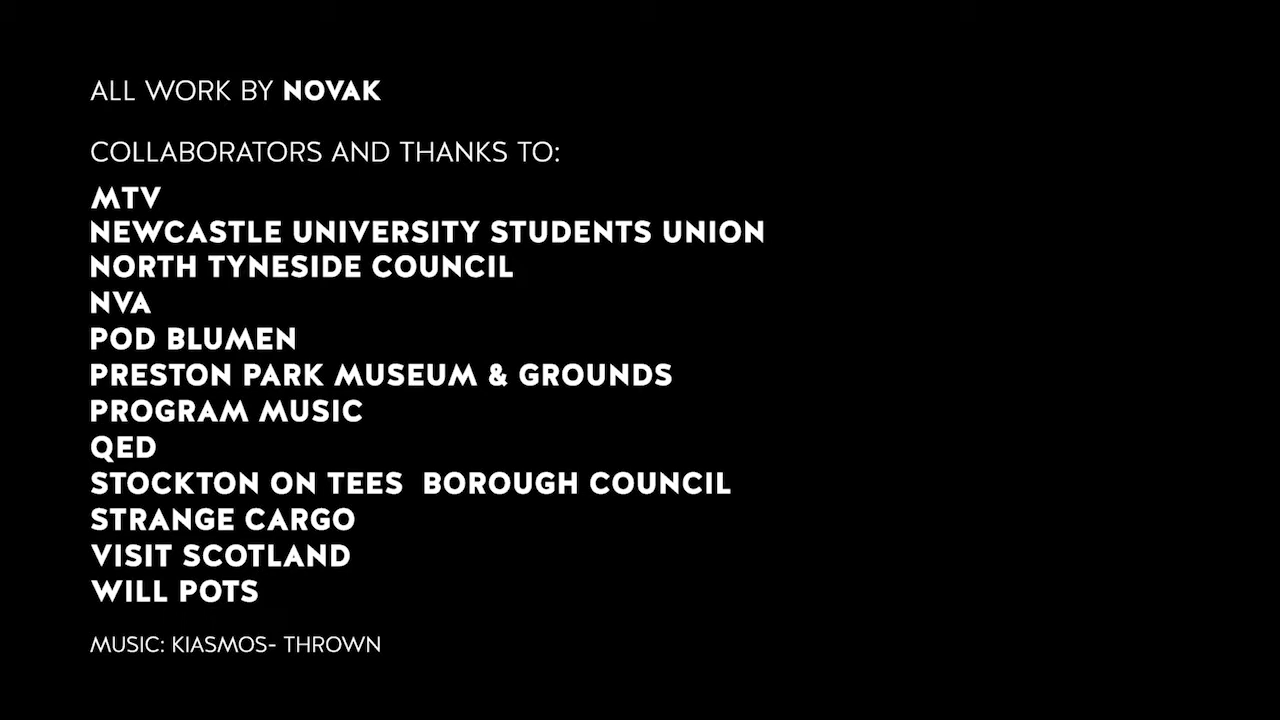 ALL WORK BY NOVAK
COLLABORATORS AND THANKS TO:
MTV
NEWCASTLE UNIVERSITY STUDENTS UNION
NORTH TYNESIDE COUNCIL
NVA
POD BLUMEN
PRESTON PARK MUSEUM & GROUNDS
PROGRAM MUSIC
QED
STOCKTON ON TEES  BOROUGH COUNCIL
STRANGE CARGO
VISIT SCOTLAND
WILL POTS
MUSIC: KIASMOS- THROWN